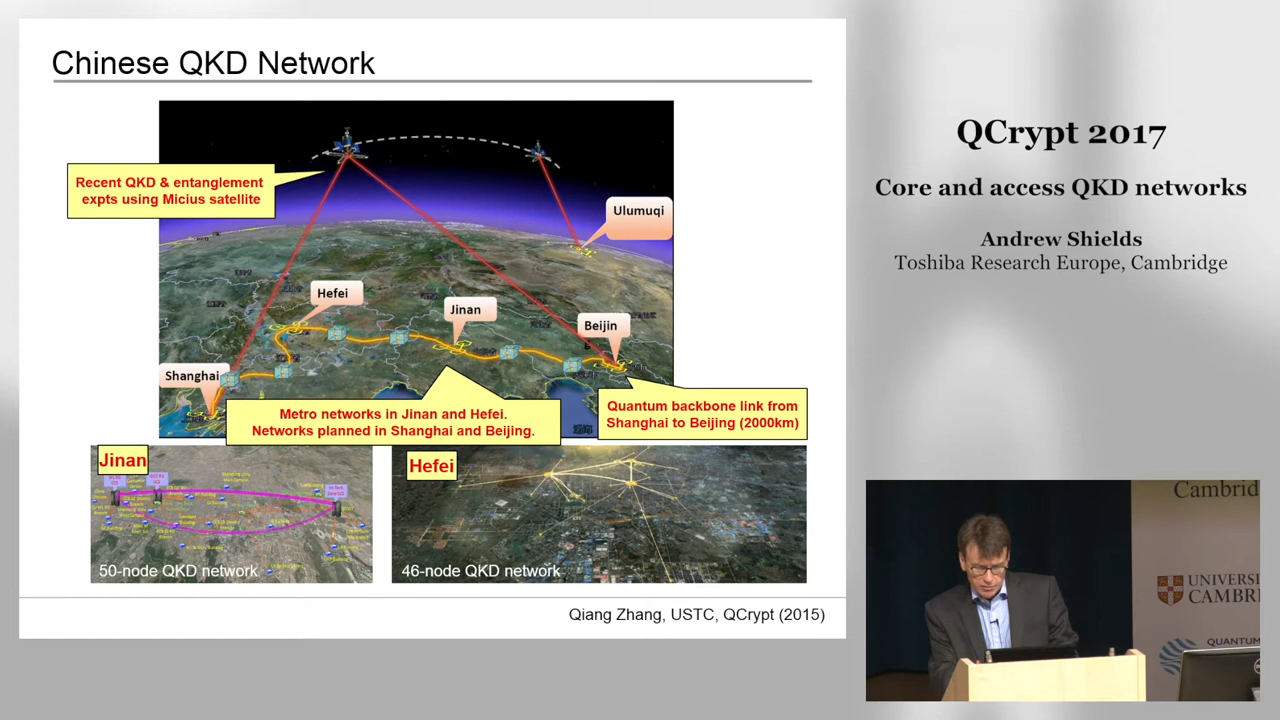 Chinese QKD Network
Recent QKD & entanglement
expts using Micius satellite
Ulumuqi
Hefei
Jinan
Beijin
Shanghai
Metro networks in Jinan and Hefei.
Networks planned in Shanghai and Beijing.
Quantum backbone link from
Shanghai to Beijing (2000km)
Jinan
50-node QKD network
Hefei
46-node QKD network
Qiang Zhang, USTC, QCrypt (2015)
QCrypt 2017
Core and access QKD networks
Andrew Shields
Toshiba Research Europe, Cambridge
Cambrid
UNIVERSI
CAMBRI
QUANTUM